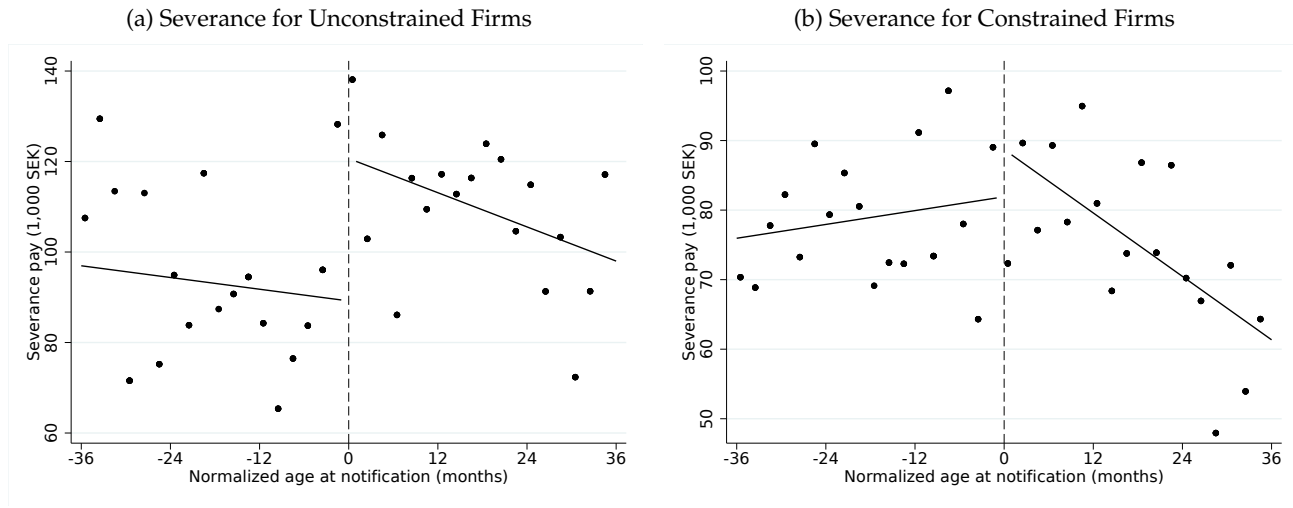 (a) Severance for Unconstrained Firms
Severance pay (1,000 SEK)
140
120
100
80
60
-36 -24 -12 0 12 24 36
Normalized age at notification (months)
(b) Severance for Constrained Firms
Severance pay (1,000 SEK)
100
90
80
70
60
50
-36 -24 -12 0 12 24 36
Normalized age at notification (months)